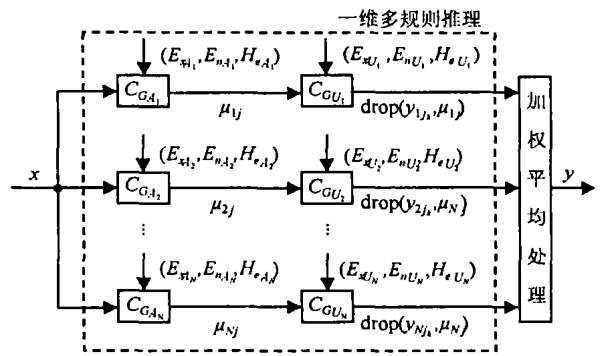 一维多规则推理
(E_{xA_1}, E_{nA_1}, H_{eA_1}) (E_{xU_1}, E_{nU_1}, H_{eU_1})
C_{GA_1} μ_{1j} C_{GU_1} drop(y_{1j_k}, μ_{1j})
(E_{xA_2}, E_{nA_2}, H_{eA_2}) (E_{xU_2}, E_{nU_2} H_{eU_2})
x C_{GA_2} μ_{2j} C_{GU_2} drop(y_{2j_k}, μ_N) y
⋮ ⋮
(E_{xA_N}, E_{nA_N}, H_{eA_N}) (E_{xU_N}, E_{nU_N}, H_{eU_N})
C_{GA_N} μ_{Nj} C_{GU_N} drop(y_{Nj_k}, μ_N)
加权平均处理